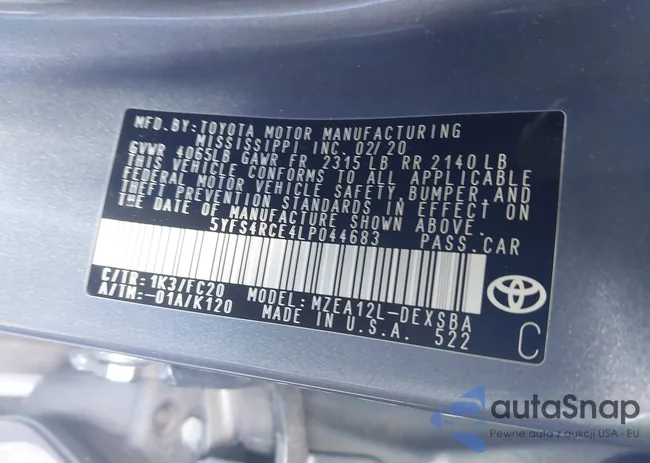 MFD.BY:TOYOTA MOTOR MANUFACTURING
MISSISSIPPI INC. 02/20
GVWR 4065LB GAWR FR 2315 LB RR 2140 LB
THIS VEHICLE CONFORMS TO ALL APPLICABLE
FEDERAL MOTOR VEHICLE SAFETY, BUMPER, AND
THEFT PREVENTION STANDARDS IN EFFECT ON
THE DATE OF MANUFACTURE SHOWN ABOVE.
5YFS4RCE4LP044683 PASS.CAR
C/TR: 1K3/FC20
A/TM:-01A/K120
MODEL: MZEA12L-DEXSBA
MADE IN U.S.A. 522
C
autaSnap
Pewne auta z aukcji USA · EU